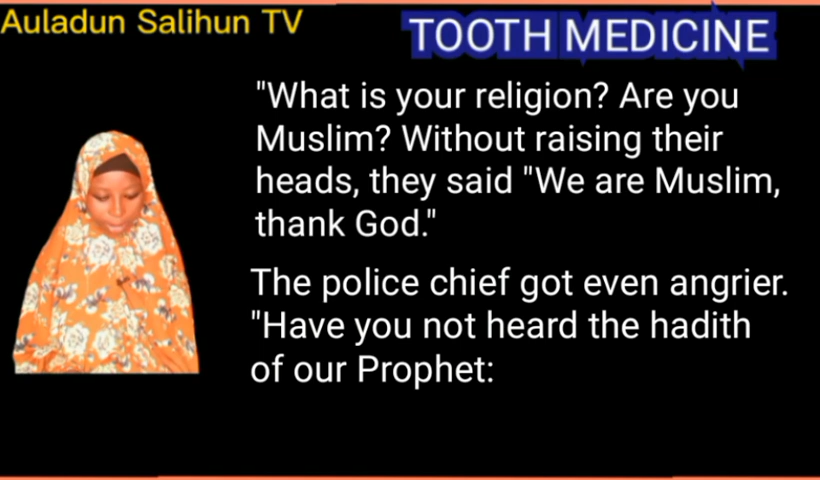 Auladun Salihun TV
TOOTH MEDICINE
"What is your religion? Are you
Muslim? Without raising their
heads, they said "We are Muslim,
thank God."
The police chief got even angrier.
"Have you not heard the hadith
of our Prophet: